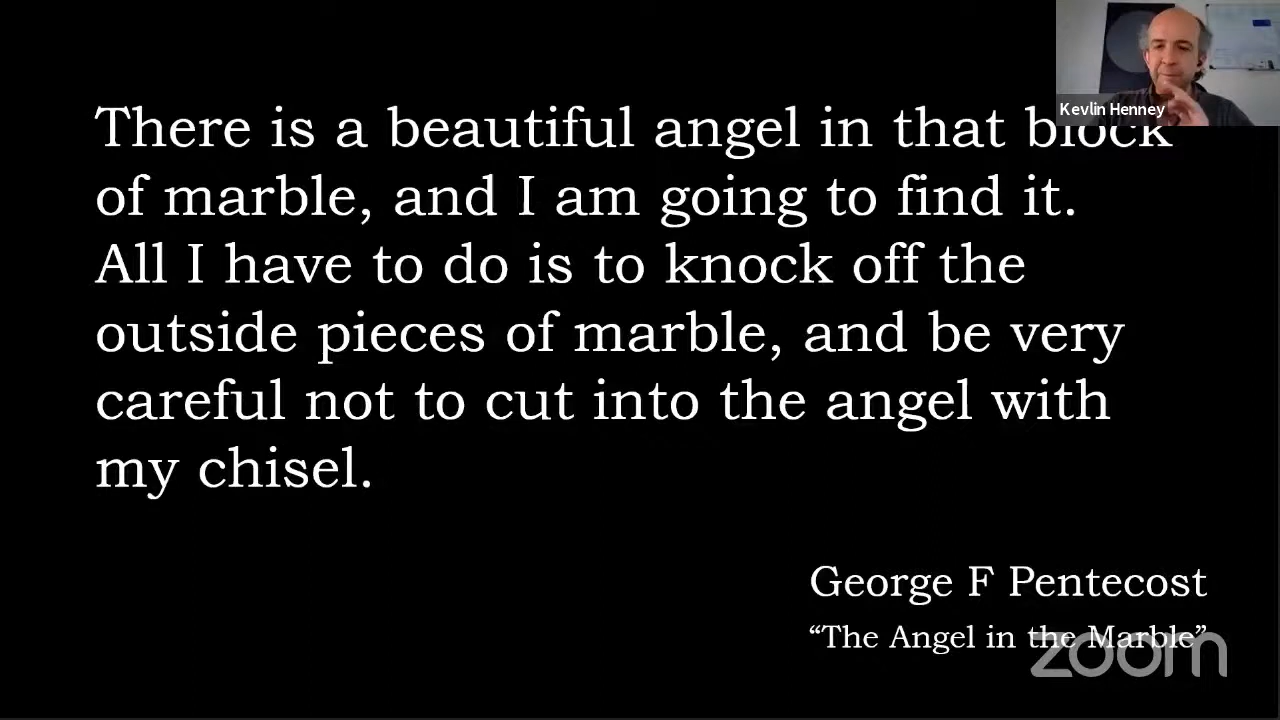 Kevlin Henney
There is a beautiful angel in that block
of marble, and I am going to find it.
All I have to do is to knock off the
outside pieces of marble, and be very
careful not to cut into the angel with
my chisel.
George F Pentecost
“The Angel in the Marble”
zoom